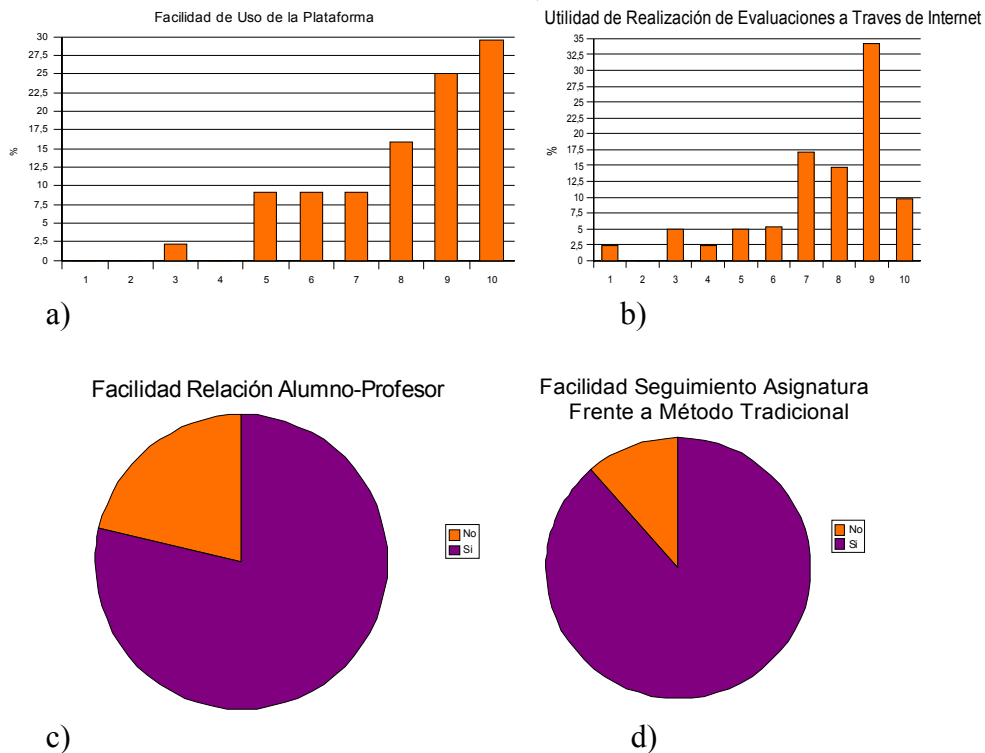 Facilidad de Uso de la Plataforma
30
27,5
25
22,5
20
17,5
15
12,5
10
7,5
5
2,5
0
%
1 2 3 4 5 6 7 8 9 10
a)
Utilidad de Realización de Evaluaciones a Traves de Internet
35
32,5
30
27,5
25
22,5
20
17,5
15
12,5
10
7,5
5
2,5
0
%
1 2 3 4 5 6 7 8 9 10
b)
Facilidad Relación Alumno-Profesor
No
Si
c)
Facilidad Seguimiento Asignatura
Frente a Método Tradicional
No
Si
d)